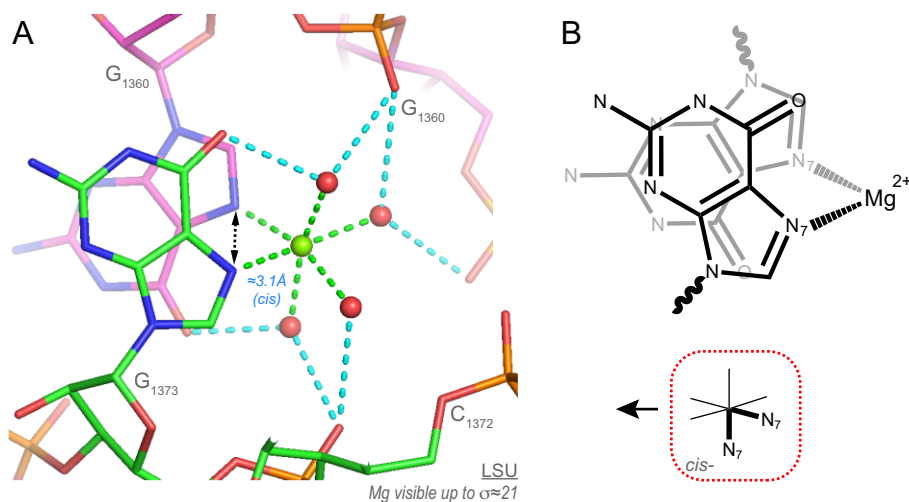 A
G1360
G1360
≈3.1Å
(cis)
G1373
C1372
LSU
Mg visible up to σ≈21
B
N
N
N
O
N
N
N7
N
N
Mg2+
N7
N
O
N7
N7
cis-